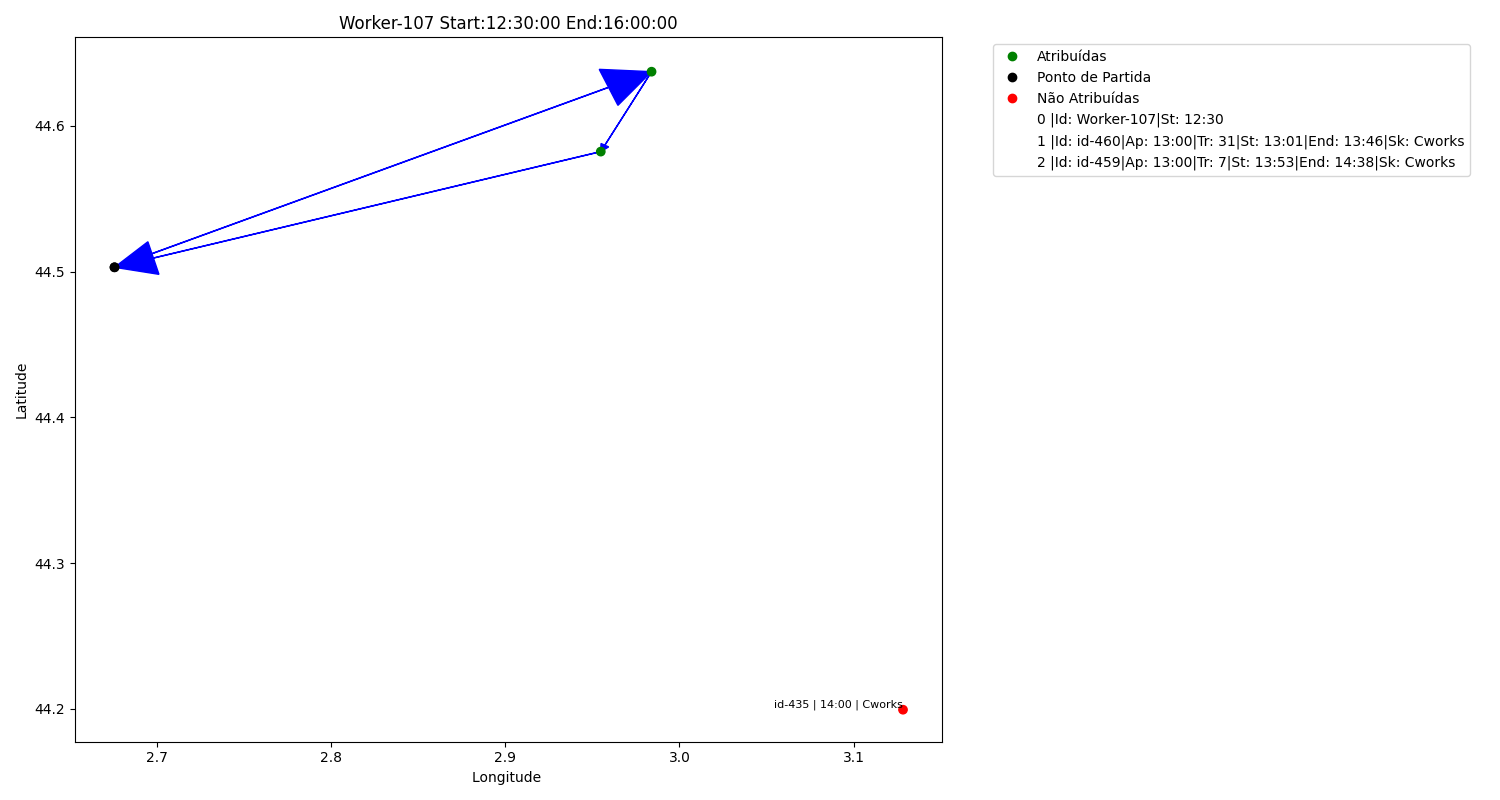 Worker-107 Start:12:30:00 End:16:00:00
Atribuídas
Ponto de Partida
Não Atribuídas
0 |Id: Worker-107|St: 12:30
1 |Id: id-460|Ap: 13:00|Tr: 31|St: 13:01|End: 13:46|Sk: Cworks
2 |Id: id-459|Ap: 13:00|Tr: 7|St: 13:53|End: 14:38|Sk: Cworks
44.6
44.5
44.4
44.3
44.2
Latitude
id-435 | 14:00 | Cworks
2.7
2.8
2.9
3.0
3.1
Longitude